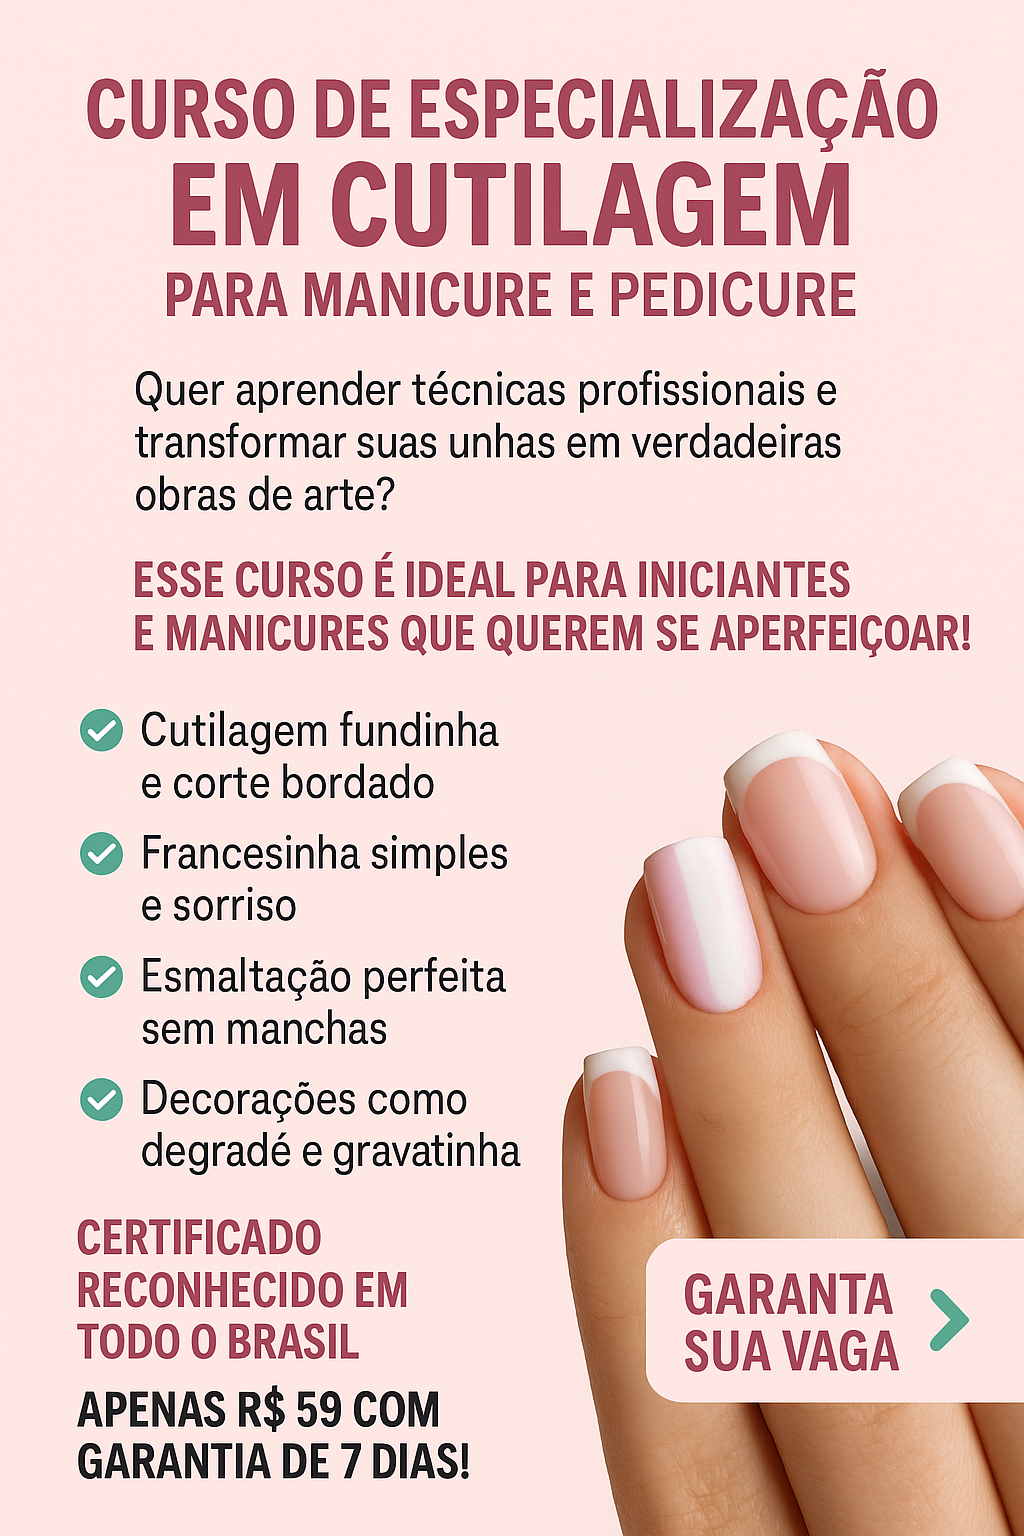 CURSO DE ESPECIALIZAÇÃO
EM CUTILAGEM
PARA MANICURE E PEDICURE
Quer aprender técnicas profissionais e
transformar suas unhas em verdadeiras
obras de arte?
ESSE CURSO É IDEAL PARA INICIANTES
E MANICURES QUE QUEREM SE APERFEIÇOAR!
Cutilagem fundinha
e corte bordado
Francesinha simples
e sorriso
Esmaltação perfeita
sem manchas
Decorações como
degradé e gravatinha
CERTIFICADO
RECONHECIDO EM
TODO O BRASIL
APENAS R$ 59 COM
GARANTIA DE 7 DIAS!
GARANTA
SUA VAGA